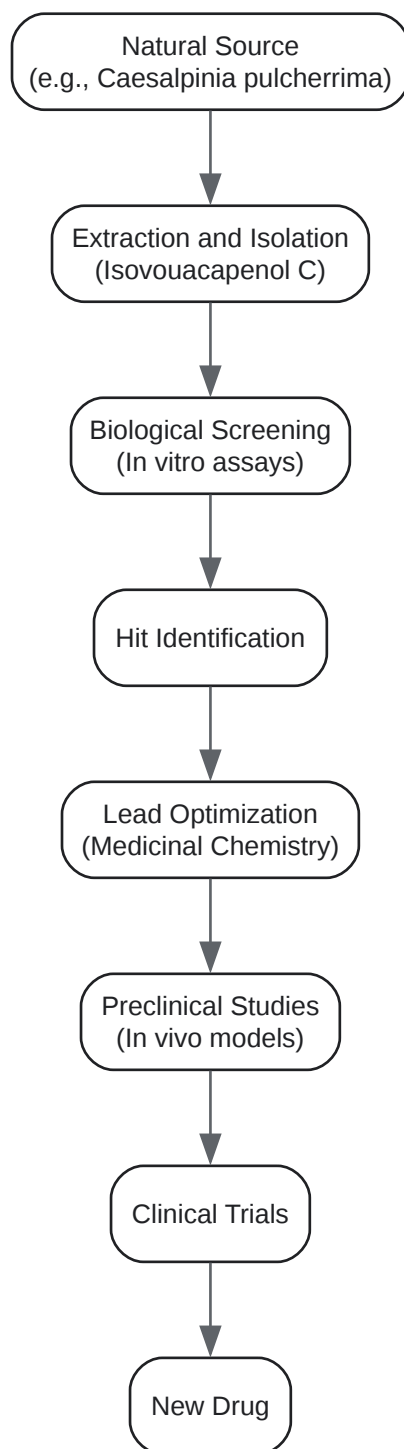 Natural Source
(e.g., Caesalpinia pulcherrima)
Extraction and Isolation
(Isovouacapenol C)
Biological Screening
(In vitro assays)
Hit Identification
Lead Optimization
(Medicinal Chemistry)
Preclinical Studies
(In vivo models)
Clinical Trials
New Drug